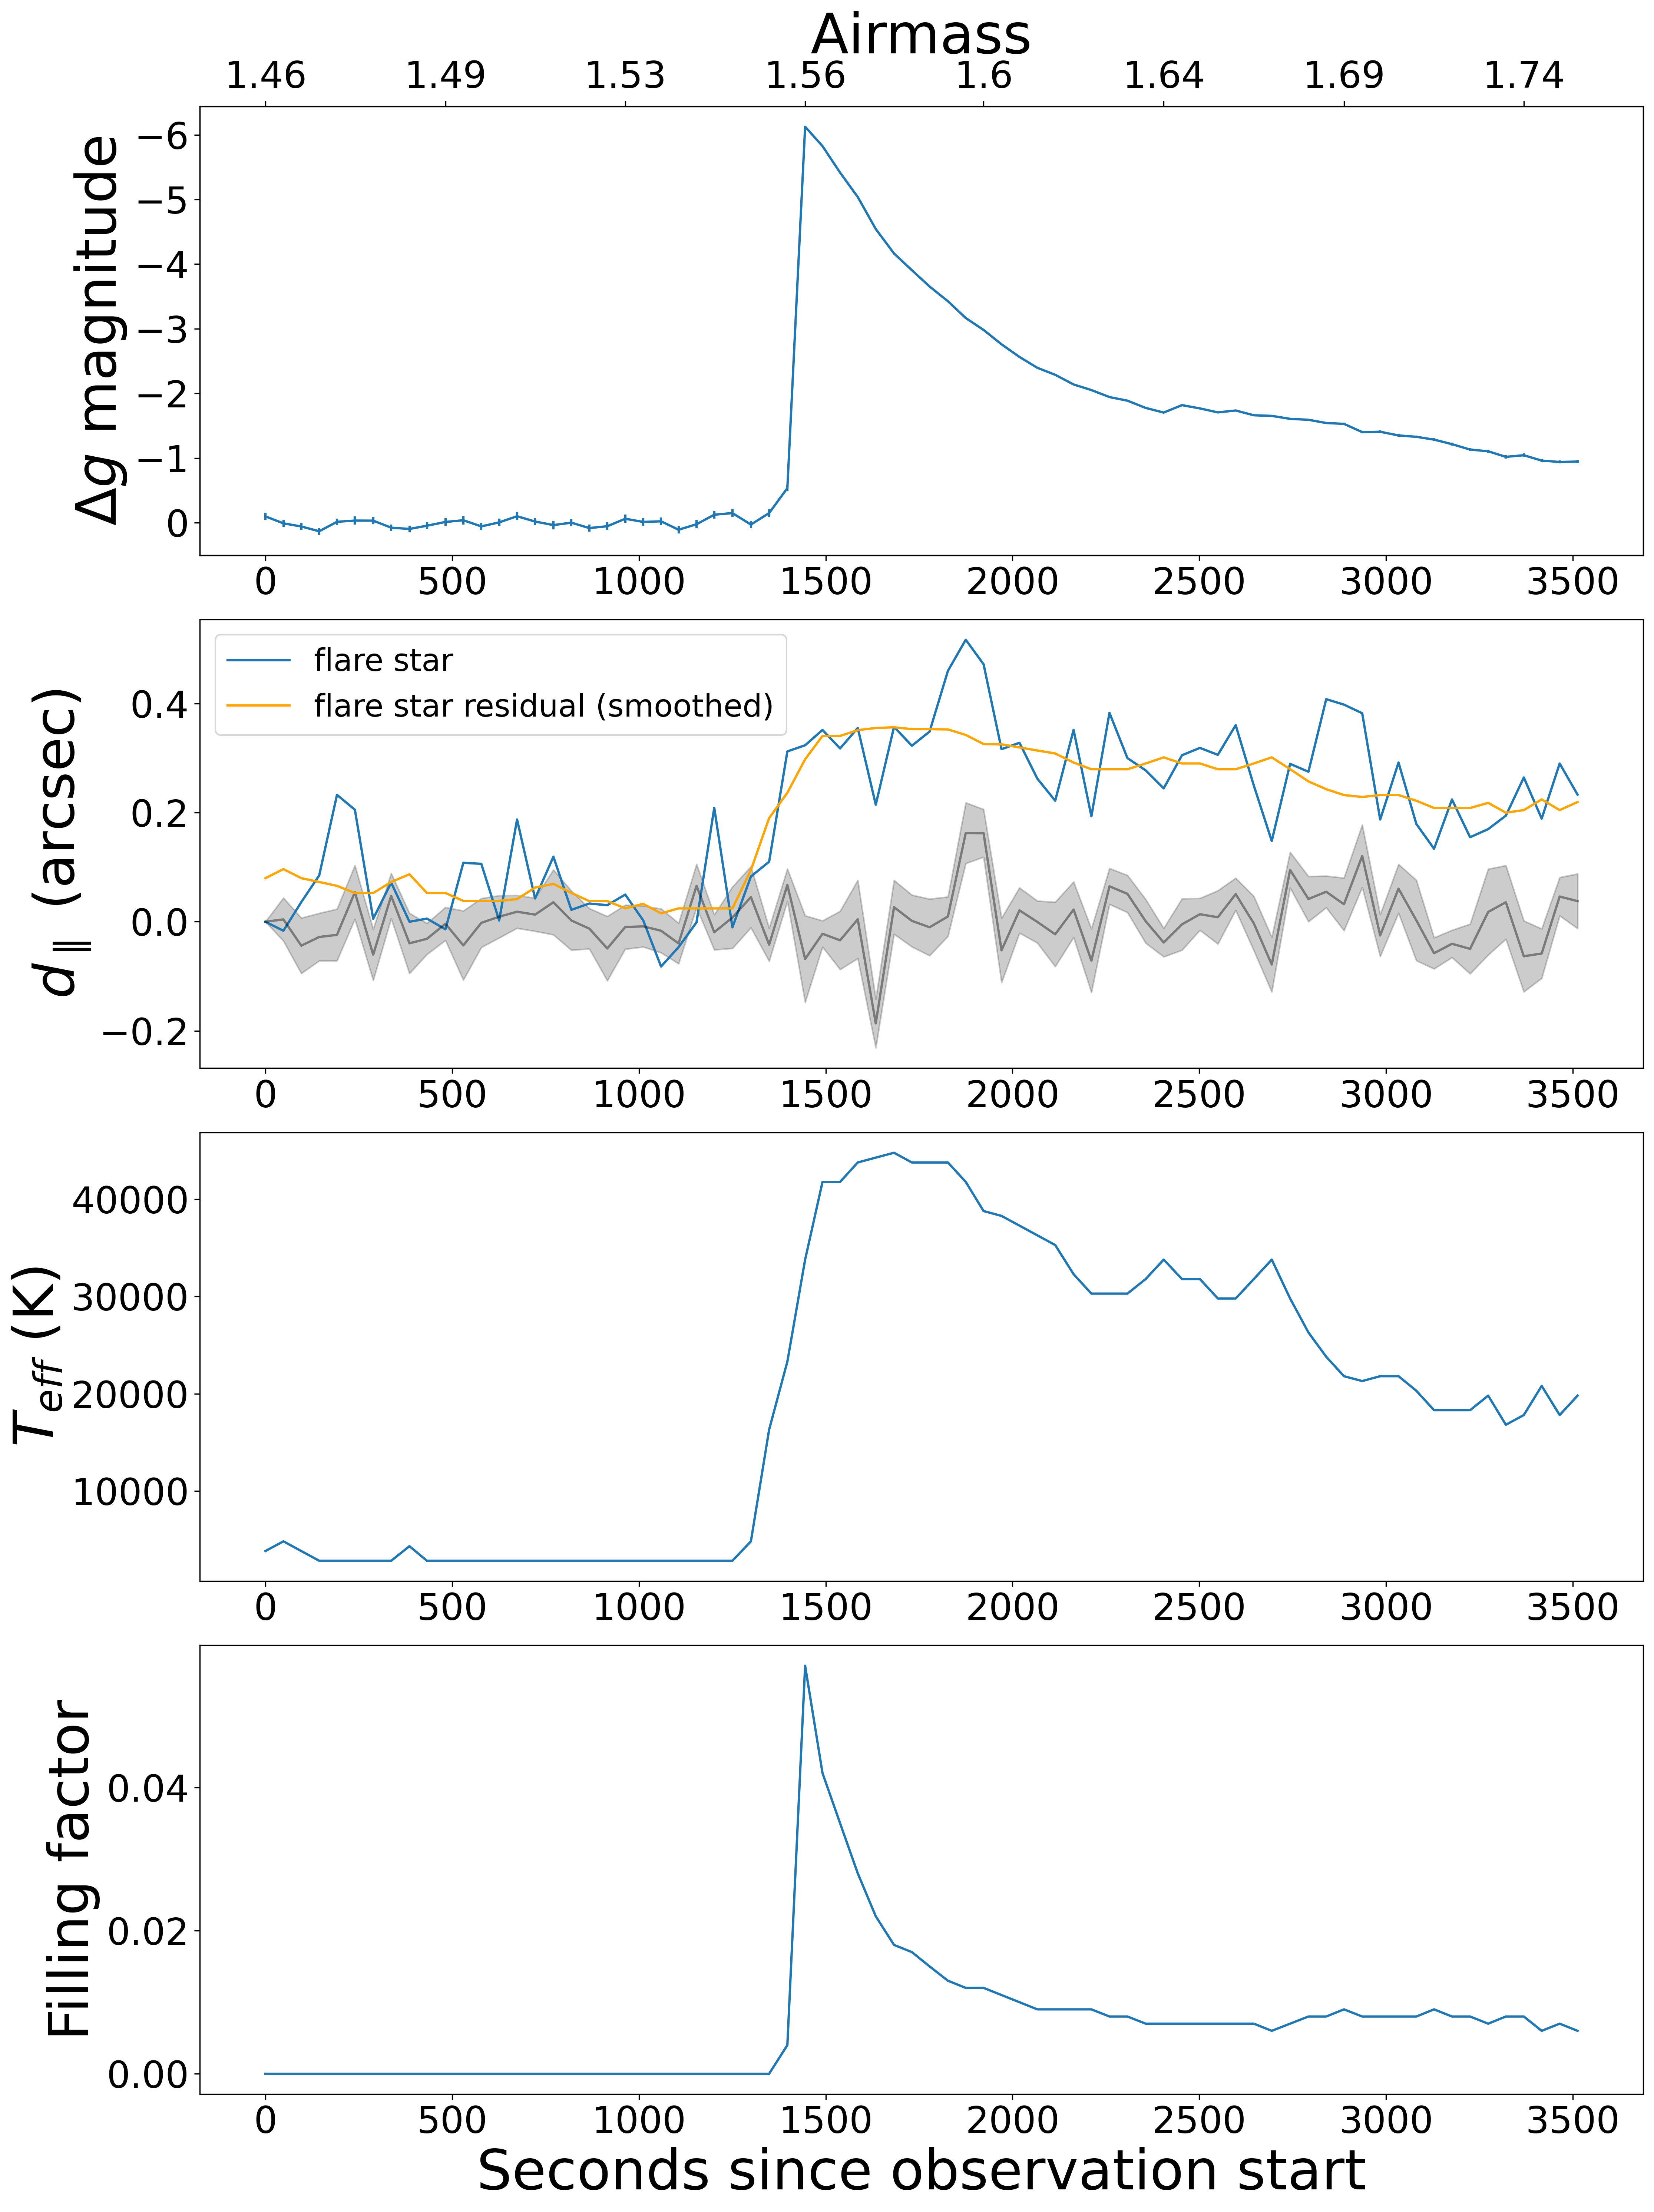 Airmass
1.46 1.49 1.53 1.56 1.6 1.64 1.69 1.74
Δg magnitude
−6
−5
−4
−3
−2
−1
0
0 500 1000 1500 2000 2500 3000 3500
d∥ (arcsec)
flare star
flare star residual (smoothed)
0.4
0.2
0.0
−0.2
0 500 1000 1500 2000 2500 3000 3500
Teff (K)
40000
30000
20000
10000
0 500 1000 1500 2000 2500 3000 3500
Filling factor
0.04
0.02
0.00
0 500 1000 1500 2000 2500 3000 3500
Seconds since observation start